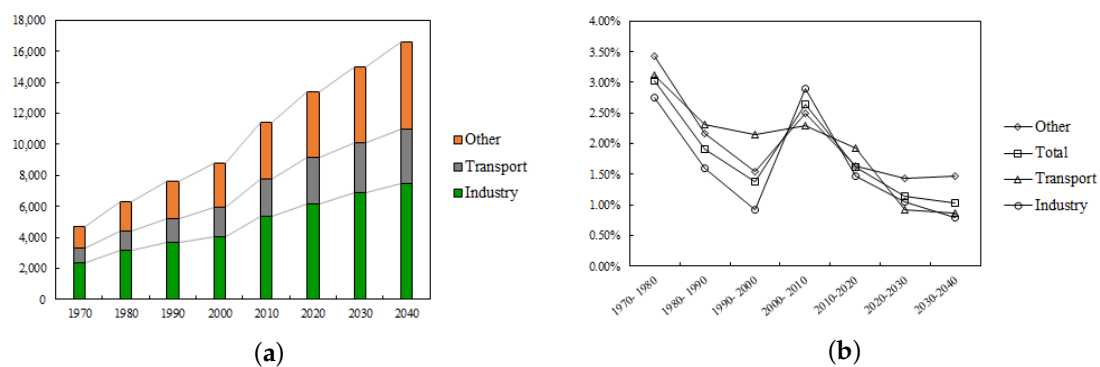 18,000
16,000
14,000
12,000
10,000
8,000
6,000
4,000
2,000
0
1970 1980 1990 2000 2010 2020 2030 2040
Other
Transport
Industry
(a)
4.00%
3.50%
3.00%
2.50%
2.00%
1.50%
1.00%
0.50%
0.00%
1970- 1980
1980- 1990
1990- 2000
2000- 2010
2010-2020
2020-2030
2030-2040
Other
Total
Transport
Industry
(b)